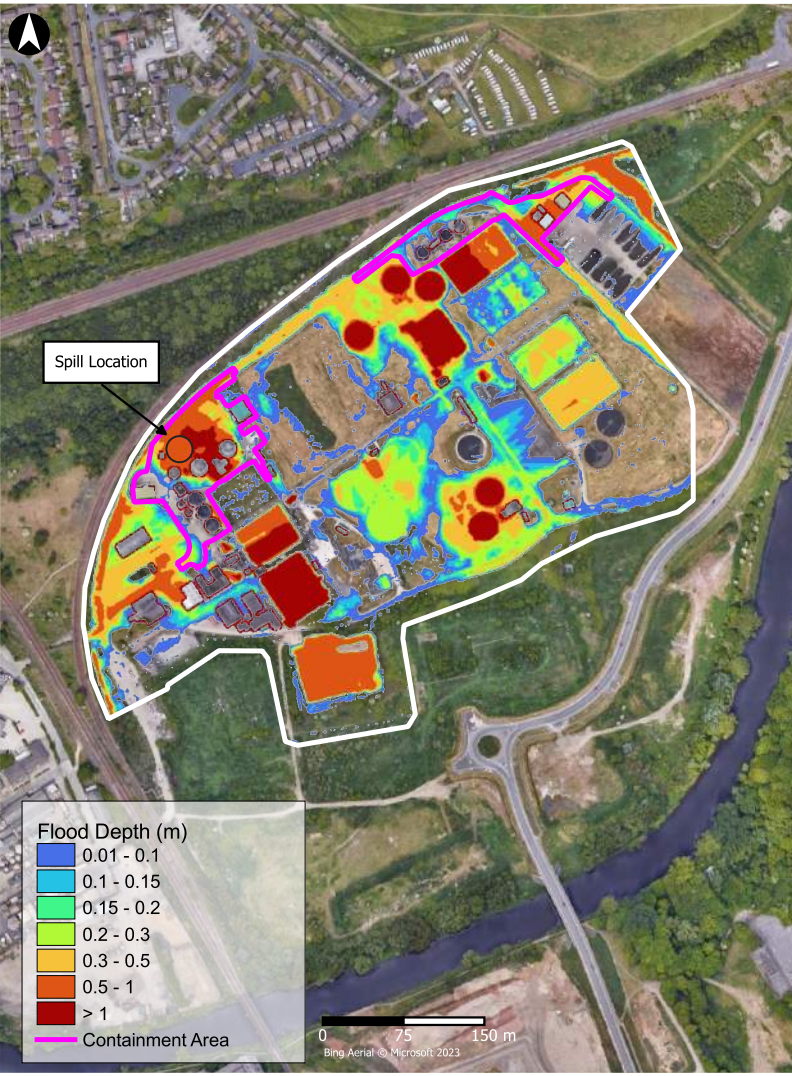 Spill Location
Flood Depth (m)
0.01 - 0.1
0.1 - 0.15
0.15 - 0.2
0.2 - 0.3
0.3 - 0.5
0.5 - 1
> 1
Containment Area
0 75 150 m
Bing Aerial © Microsoft 2023